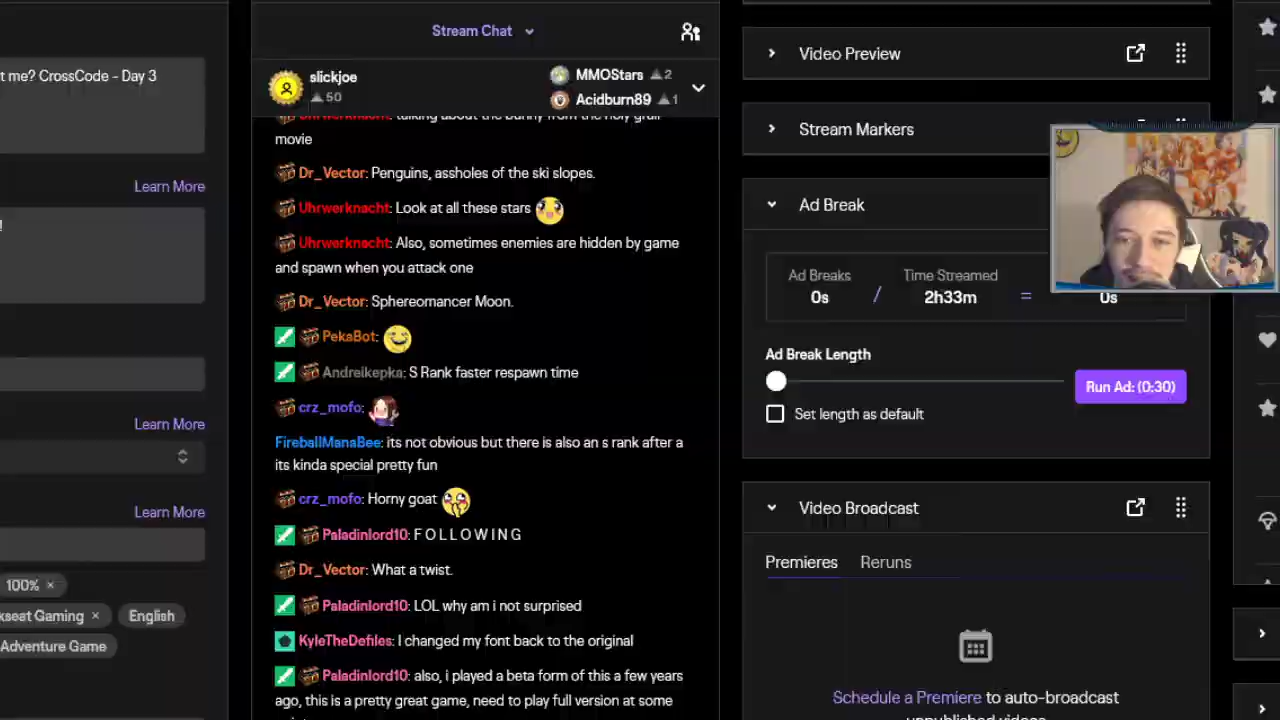 t me? CrossCode - Day 3
Learn More
!
Learn More
Learn More
100% ×
kseat Gaming × English
Adventure Game
Stream Chat
slickjoe
50
MMOStars 2
Acidburn89 1
Uhrwerknacht: talking about the bunny from the holy grail
movie
Dr_Vector: Penguins, assholes of the ski slopes.
Uhrwerknacht: Look at all these stars
Uhrwerknacht: Also, sometimes enemies are hidden by game
and spawn when you attack one
Dr_Vector: Sphereomancer Moon.
PekaBot:
Andreikepka: S Rank faster respawn time
crz_mofo:
FireballManaBee: its not obvious but there is also an s rank after a
its kinda special pretty fun
crz_mofo: Horny goat
Paladinlord10: F O L L O W I N G
Dr_Vector: What a twist.
Paladinlord10: LOL why am i not surprised
KyleTheDefiles: I changed my font back to the original
Paladinlord10: also, i played a beta form of this a few years
ago, this is a pretty great game, need to play full version at some
Video Preview
Stream Markers
Ad Break
Ad Breaks
0s
/
Time Streamed
2h33m
=
0s
Ad Break Length
Run Ad: (0:30)
Set length as default
Video Broadcast
Premieres Reruns
Schedule a Premiere to auto-broadcast
unpublished videos.